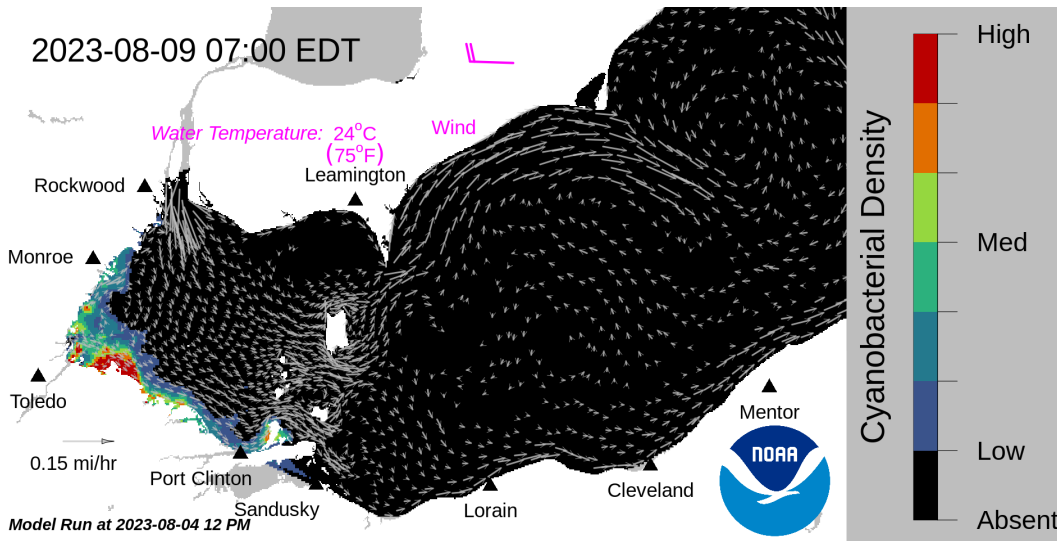 2023-08-09 07:00 EDT
High
Water Temperature: 24°C
(75°F)
Wind
Leamington
Rockwood
Cyanobacterial Density
Med
Monroe
Toledo
Mentor
0.15 mi/hr
Port Clinton
Sandusky
Lorain
Cleveland
NOAA
Low
Model Run at 2023-08-04 12 PM
Absent